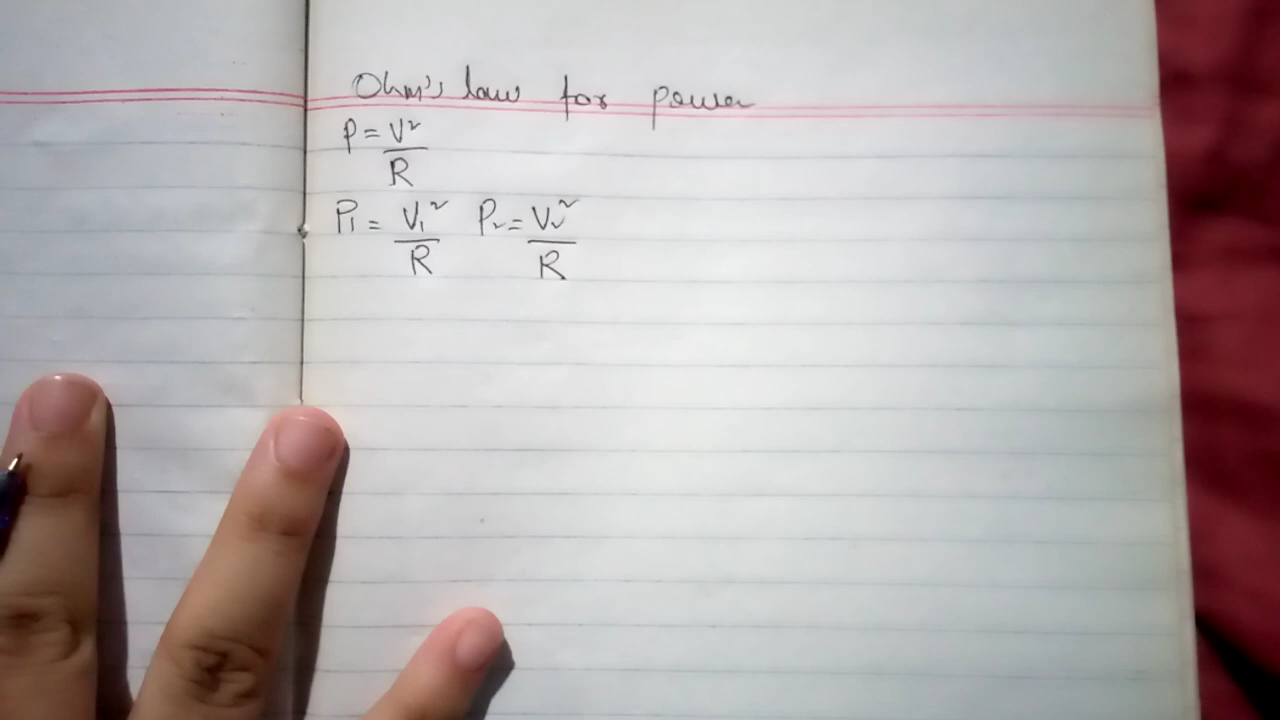 Ohm's law for power
P = V²
R
P₁ = V₁² P₂ = V₂²
R R